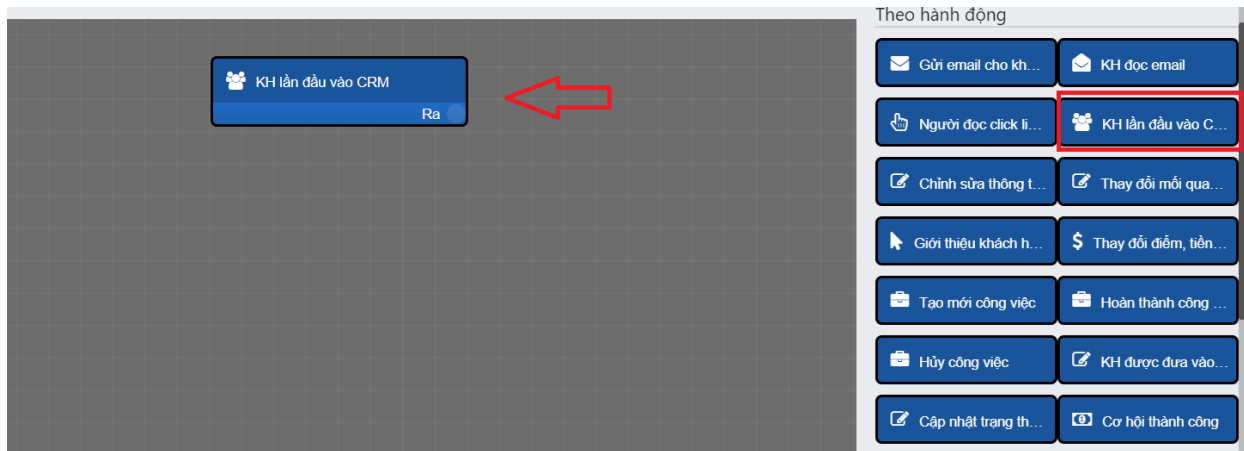 Theo hành động
KH lần đầu vào CRM
Ra
Gửi email cho kh...
KH đọc email
Người đọc click li...
KH lần đầu vào C...
Chỉnh sửa thông t...
Thay đổi mối qua...
Giới thiệu khách h...
Thay đổi điểm, tiền...
Tạo mới công việc
Hoàn thành công ...
Hủy công việc
KH được đưa vào...
Cập nhật trạng th...
Cơ hội thành công